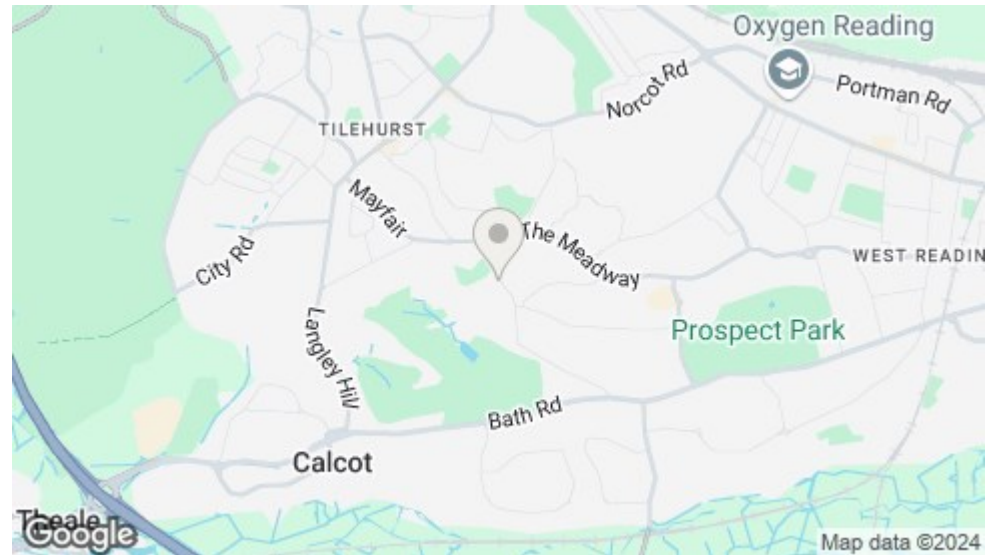 Oxygen Reading
Norcot Rd
Portman Rd
TILEHURST
Mayfair
The Meadway
WEST READIN
City Rd
Prospect Park
Langley Hill
Bath Rd
Calcot
Theale
Google
Map data ©2024